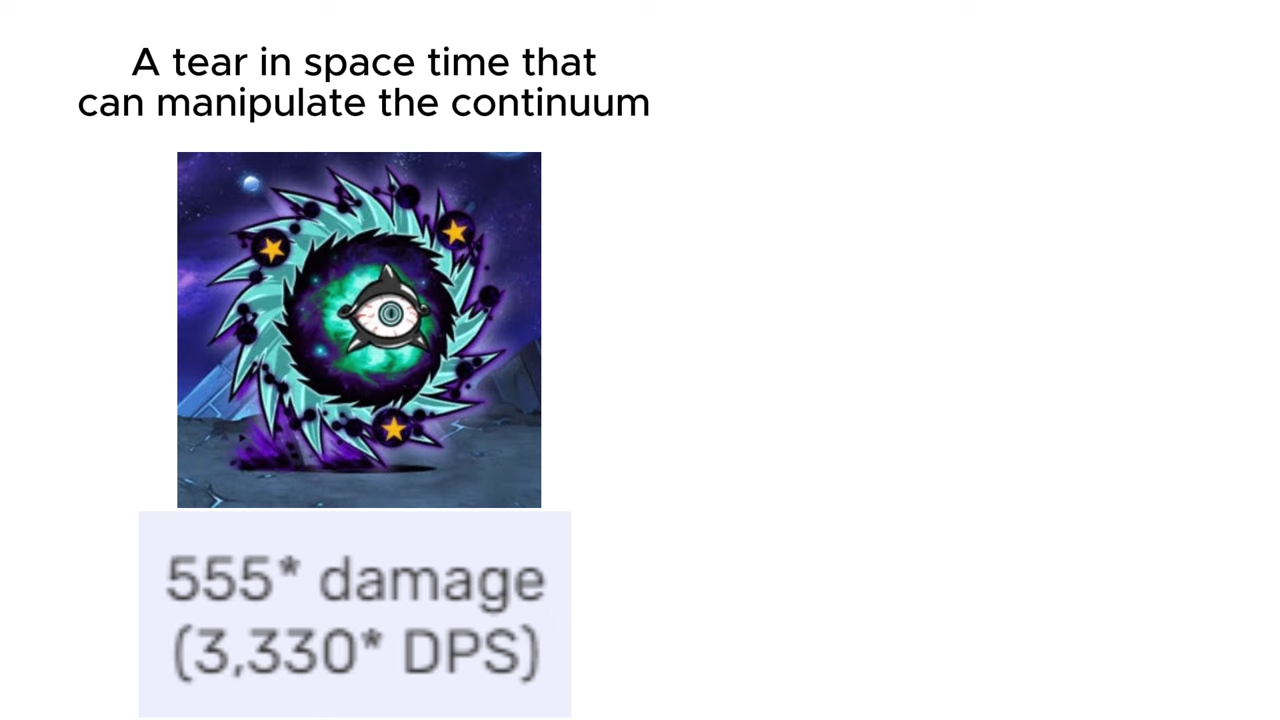 A tear in space time that
can manipulate the continuum
555* damage
(3,330* DPS)